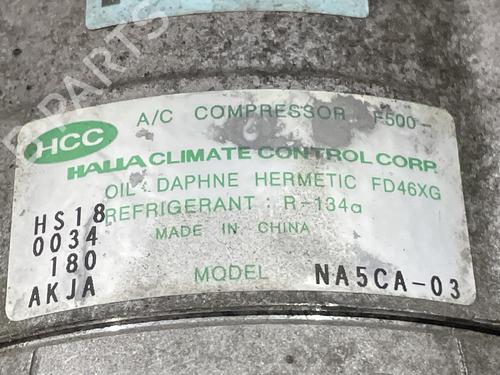 HCC
A/C COMPRESSOR F500-
HALLA CLIMATE CONTROL CORP.
OIL : DAPHNE HERMETIC FD46XG
REFRIGERANT : R-134a
MADE IN CHINA
MODEL NA5CA-03
HS18
0034
180
AKJA